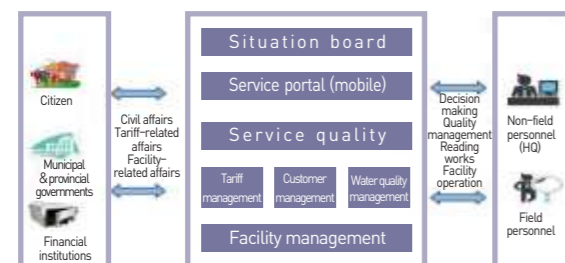 Citizen
Municipal
& provincial
governments
Financial
institutions
Civil affairs
Tariff-related
affairs
Facility-
related affairs
Situation board
Service portal (mobile)
Service quality
Tariff
management
Customer
management
Water quality
management
Facility management
Decision
making
Quality
management
Reading
works
Facility
operation
Non-field
personnel
(HQ)
Field
personnel